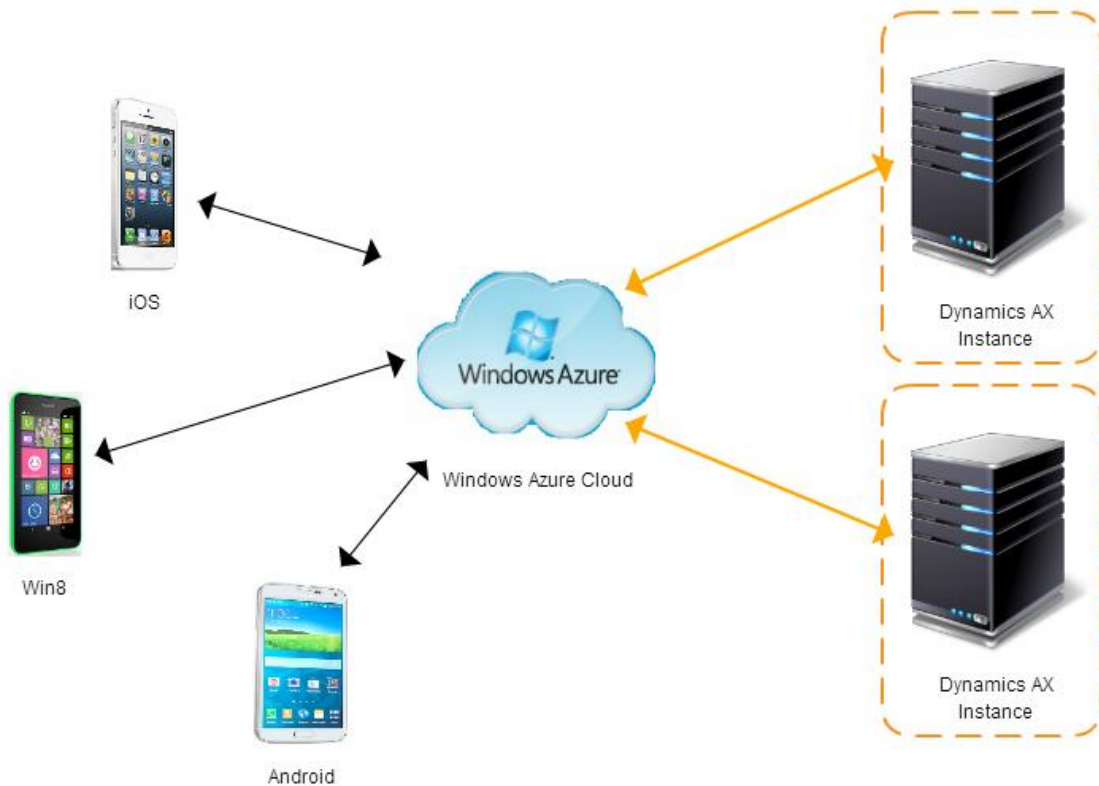 iOS
Windows Azure
Windows Azure Cloud
Win8
Android
Dynamics AX
Instance
Dynamics AX
Instance